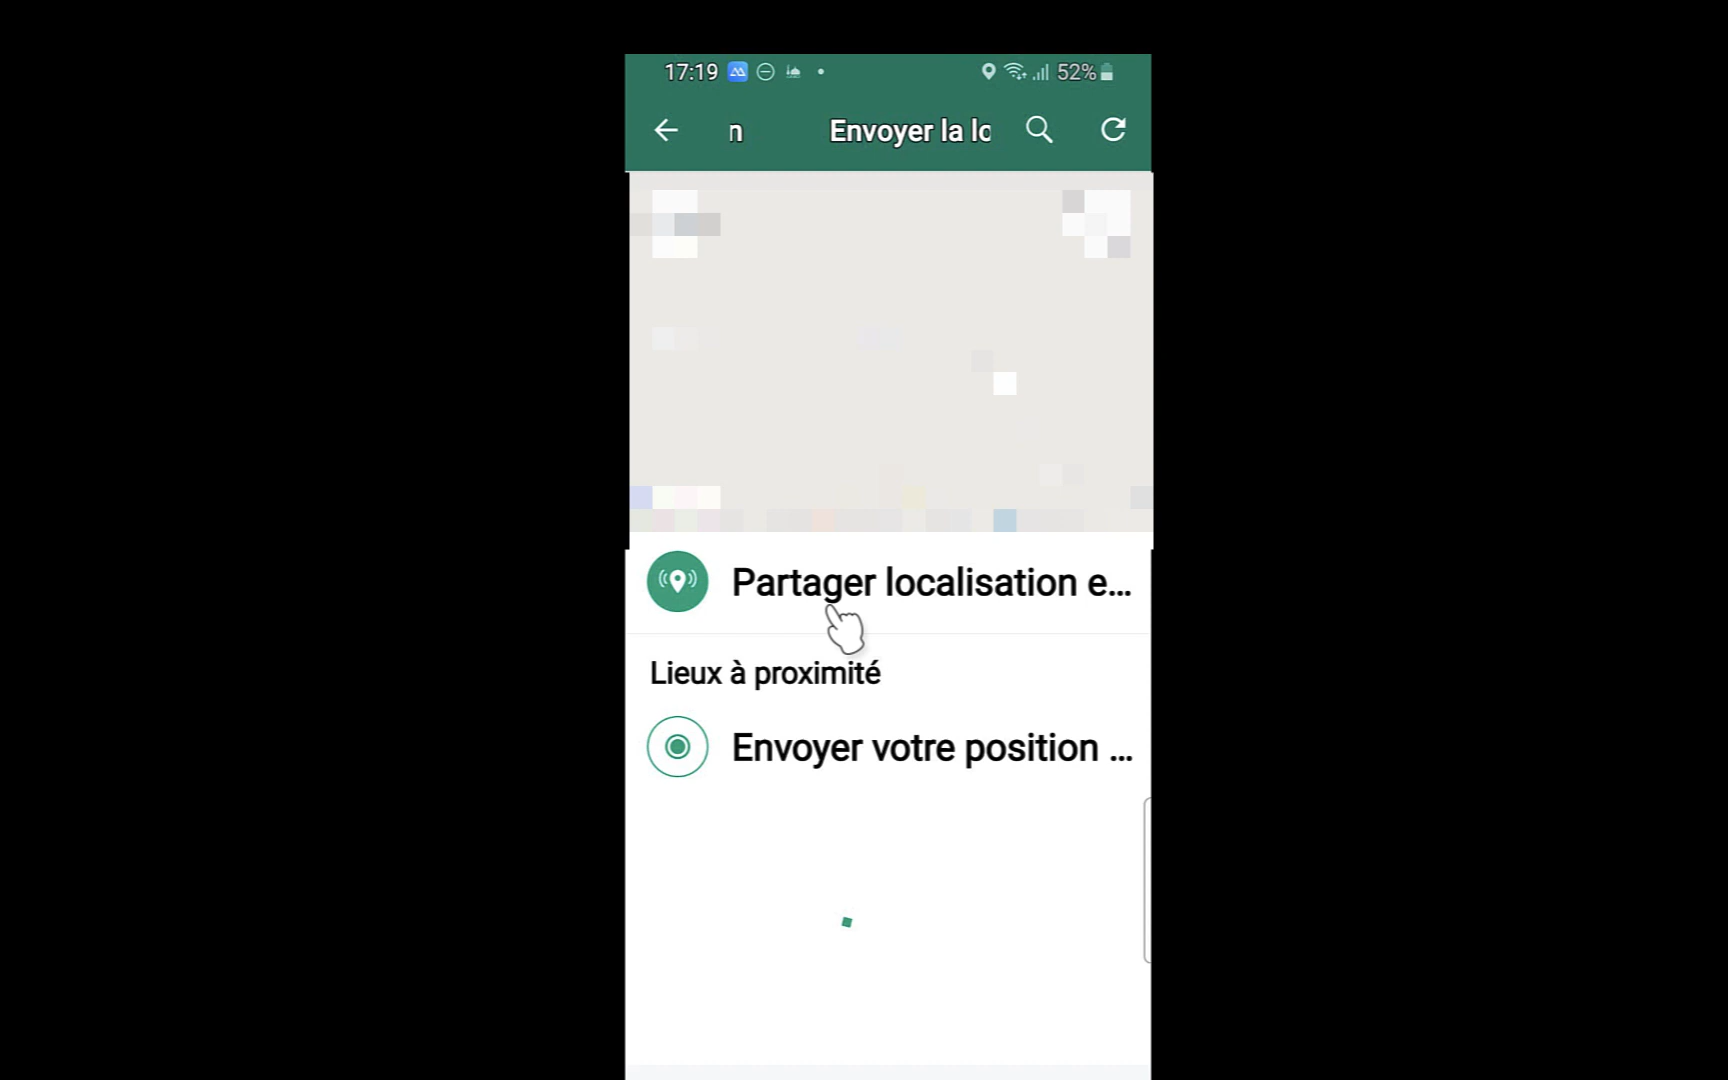 17:19 52%
n Envoyer la lo
Partager localisation e...
Lieux à proximité
Envoyer votre position ...